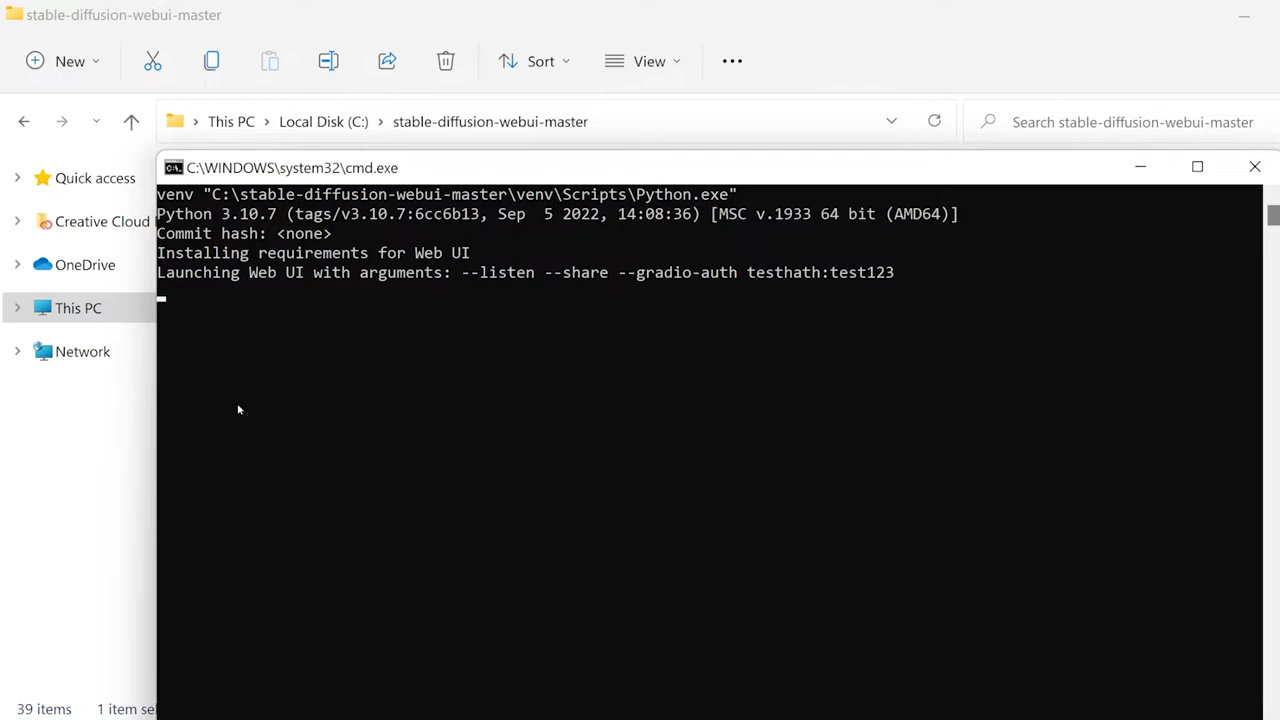 stable-diffusion-webui-master
New
Sort
View
This PC
Local Disk (C:)
stable-diffusion-webui-master
Search stable-diffusion-webui-master
Quick access
Creative Cloud
OneDrive
This PC
Network
C:\WINDOWS\system32\cmd.exe
venv "C:\stable-diffusion-webui-master\venv\Scripts\Python.exe"
Python 3.10.7 (tags/v3.10.7:6cc6b13, Sep  5 2022, 14:08:36) [MSC v.1933 64 bit (AMD64)]
Commit hash: <none>
Installing requirements for Web UI
Launching Web UI with arguments: --listen --share --gradio-auth testhath:test123
39 items
1 item sel